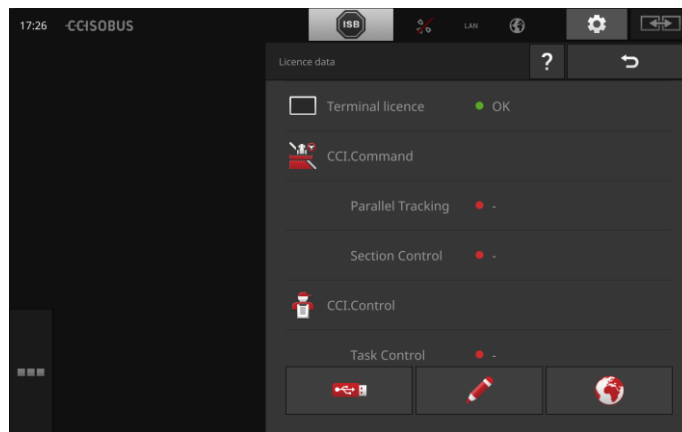 17:26 CCISOBUS ISB LAN
Licence data ?
Terminal licence OK
CCI.Command
Parallel Tracking -
Section Control -
CCI.Control
Task Control -